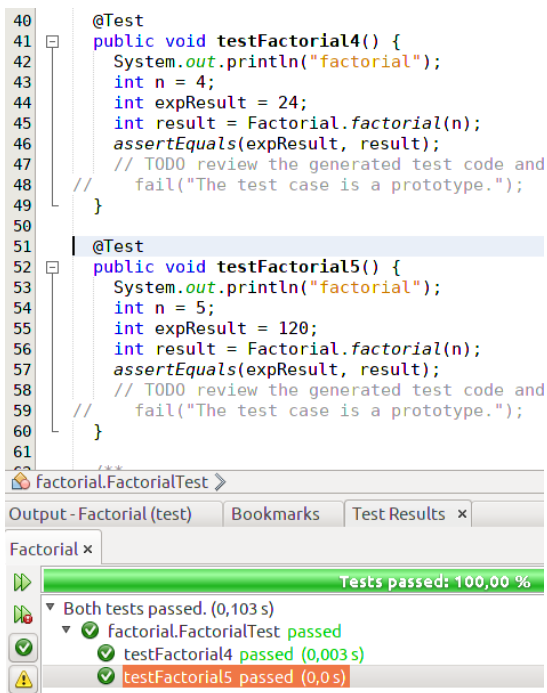 40 @Test
41 public void testFactorial4() {
42 System.out.println("factorial");
43 int n = 4;
44 int expResult = 24;
45 int result = Factorial.factorial(n);
46 assertEquals(expResult, result);
47 // TODO review the generated test code and
48 // fail("The test case is a prototype.");
49 }
50
51 @Test
52 public void testFactorial5() {
53 System.out.println("factorial");
54 int n = 5;
55 int expResult = 120;
56 int result = Factorial.factorial(n);
57 assertEquals(expResult, result);
58 // TODO review the generated test code and
59 // fail("The test case is a prototype.");
60 }
61
/**
factorial.FactorialTest
Output - Factorial (test) Bookmarks Test Results ×
Factorial ×
Tests passed: 100,00 %
Both tests passed. (0,103 s)
factorial.FactorialTest passed
testFactorial4 passed (0,003 s)
testFactorial5 passed (0,0 s)